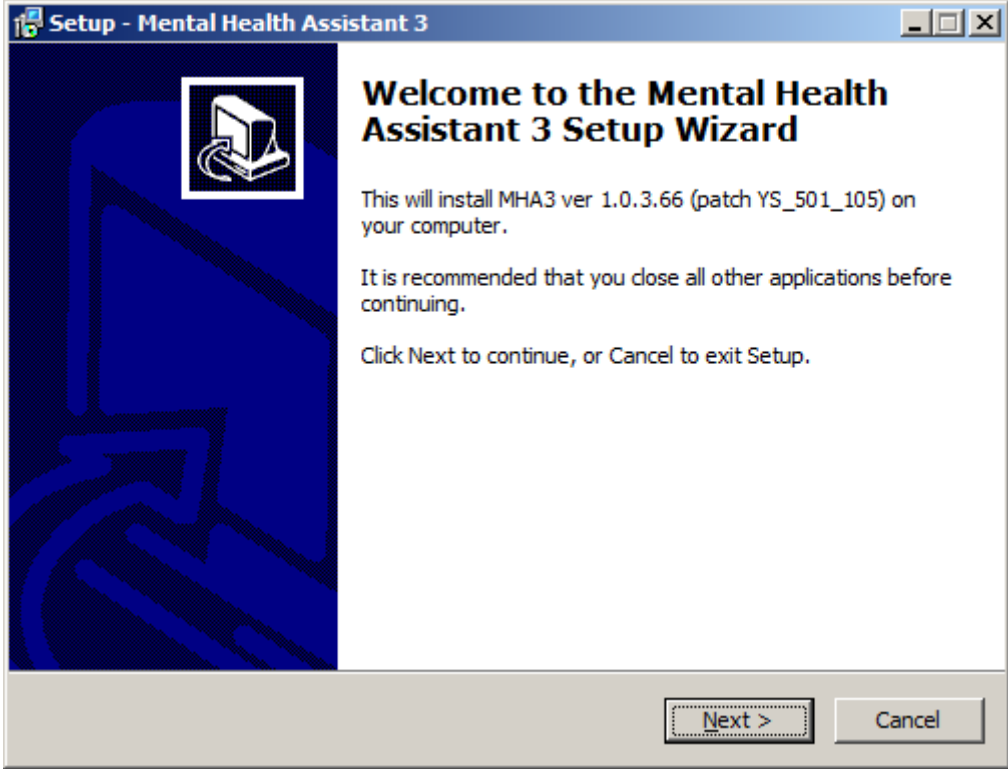 Setup - Mental Health Assistant 3
Welcome to the Mental Health
Assistant 3 Setup Wizard
This will install MHA3 ver 1.0.3.66 (patch YS_501_105) on
your computer.
It is recommended that you close all other applications before
continuing.
Click Next to continue, or Cancel to exit Setup.
Next >
Cancel